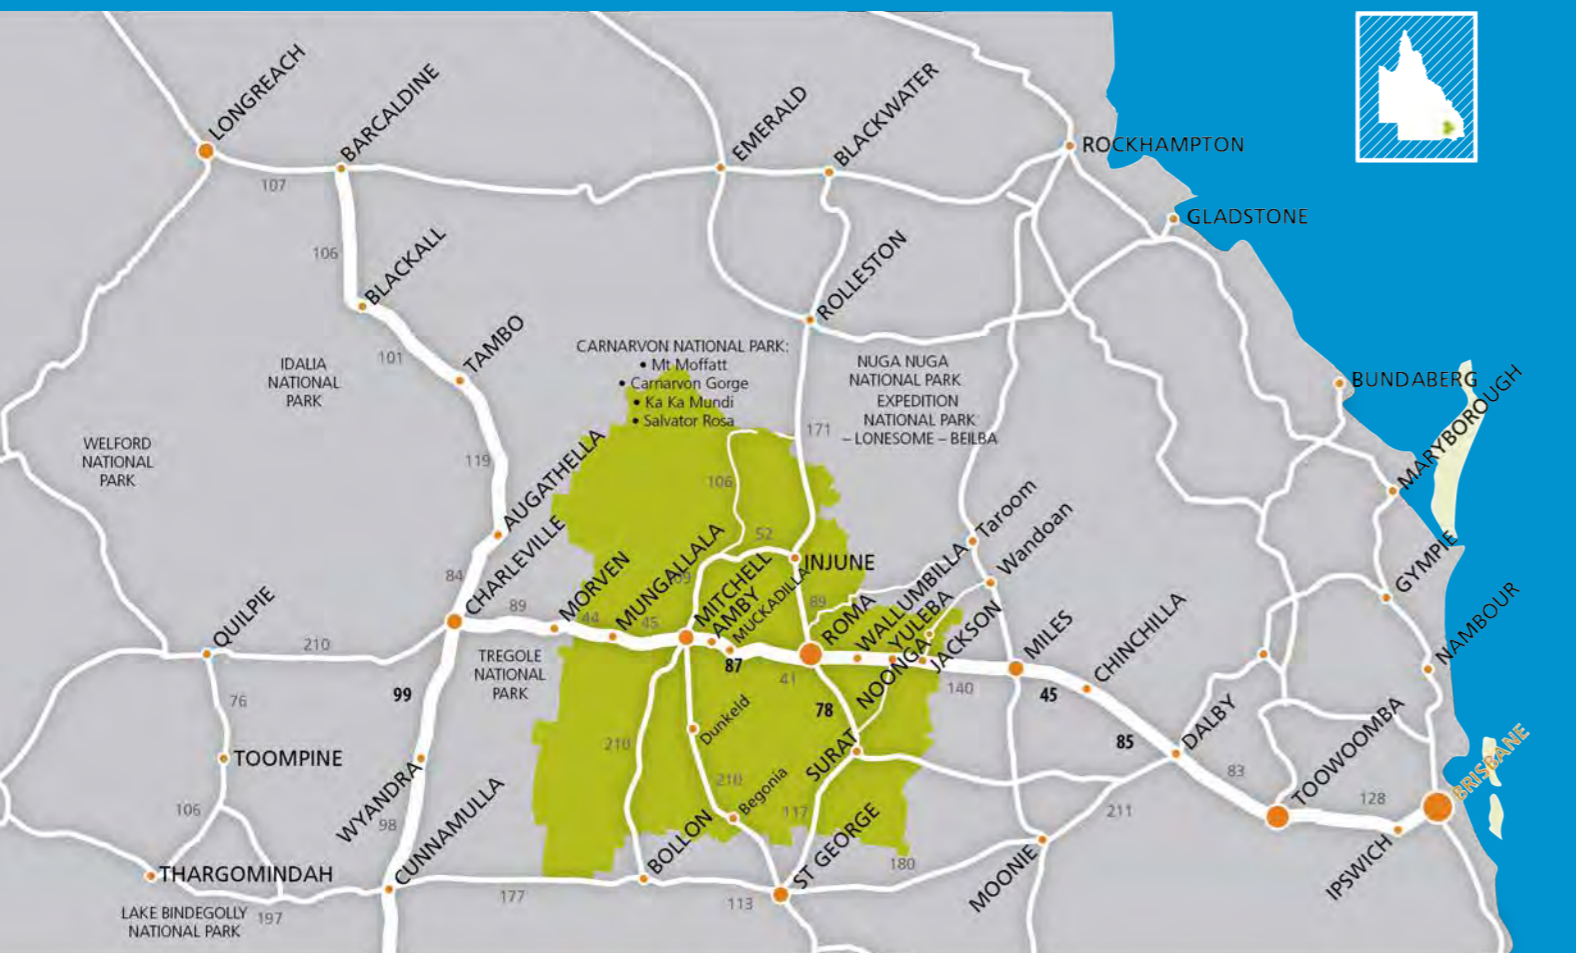 LONGREACH
BARCALDINE
EMERALD
BLACKWATER
ROCKHAMPTON
107
GLADSTONE
106
BLACKALL
ROLLESTON
TAMBO
101
IDALIA
NATIONAL
PARK
CARNARVON NATIONAL PARK:
• Mt Moffatt
• Carnarvon Gorge
• Ka Ka Mundi
• Salvator Rosa
NUGA NUGA
NATIONAL PARK
EXPEDITION
NATIONAL PARK
– LONESOME – BEILBA
171
BUNDABERG
MARYBOROUGH
WELFORD
NATIONAL
PARK
119
AUGATHELLA
106
CHARLEVILLE
MORVEN
MUNGALLALA
52
INJUNE
Taroom
Wandoan
GYMPIE
84
89
44
45
MITCHELL
AMBY
MUCKADILLA
89
ROMA
WALLUMBILLA
YULEBA
NOONGA
JACKSON
MILES
CHINCHILLA
NAMBOUR
QUILPIE
210
TREGOLE
NATIONAL
PARK
87
41
140
45
99
76
78
Dunkeld
210
SURAT
85
DALBY
TOOWOOMBA
BRISBANE
TOOMPINE
WYANDRA
210
Begonia
83
106
98
CUNNAMULLA
BOLLON
117
ST GEORGE
211
128
THARGOMINDAH
180
MOONIE
IPSWICH
177
113
LAKE BINDEGOLLY
NATIONAL PARK
197